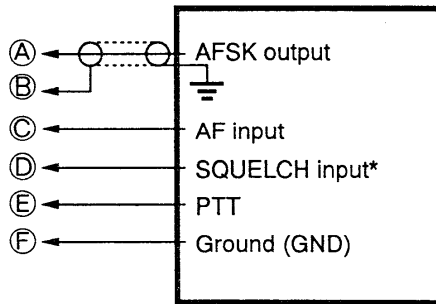 Ⓐ AFSK output
Ⓑ
Ⓒ AF input
Ⓓ SQUELCH input*
Ⓔ PTT
Ⓕ Ground (GND)